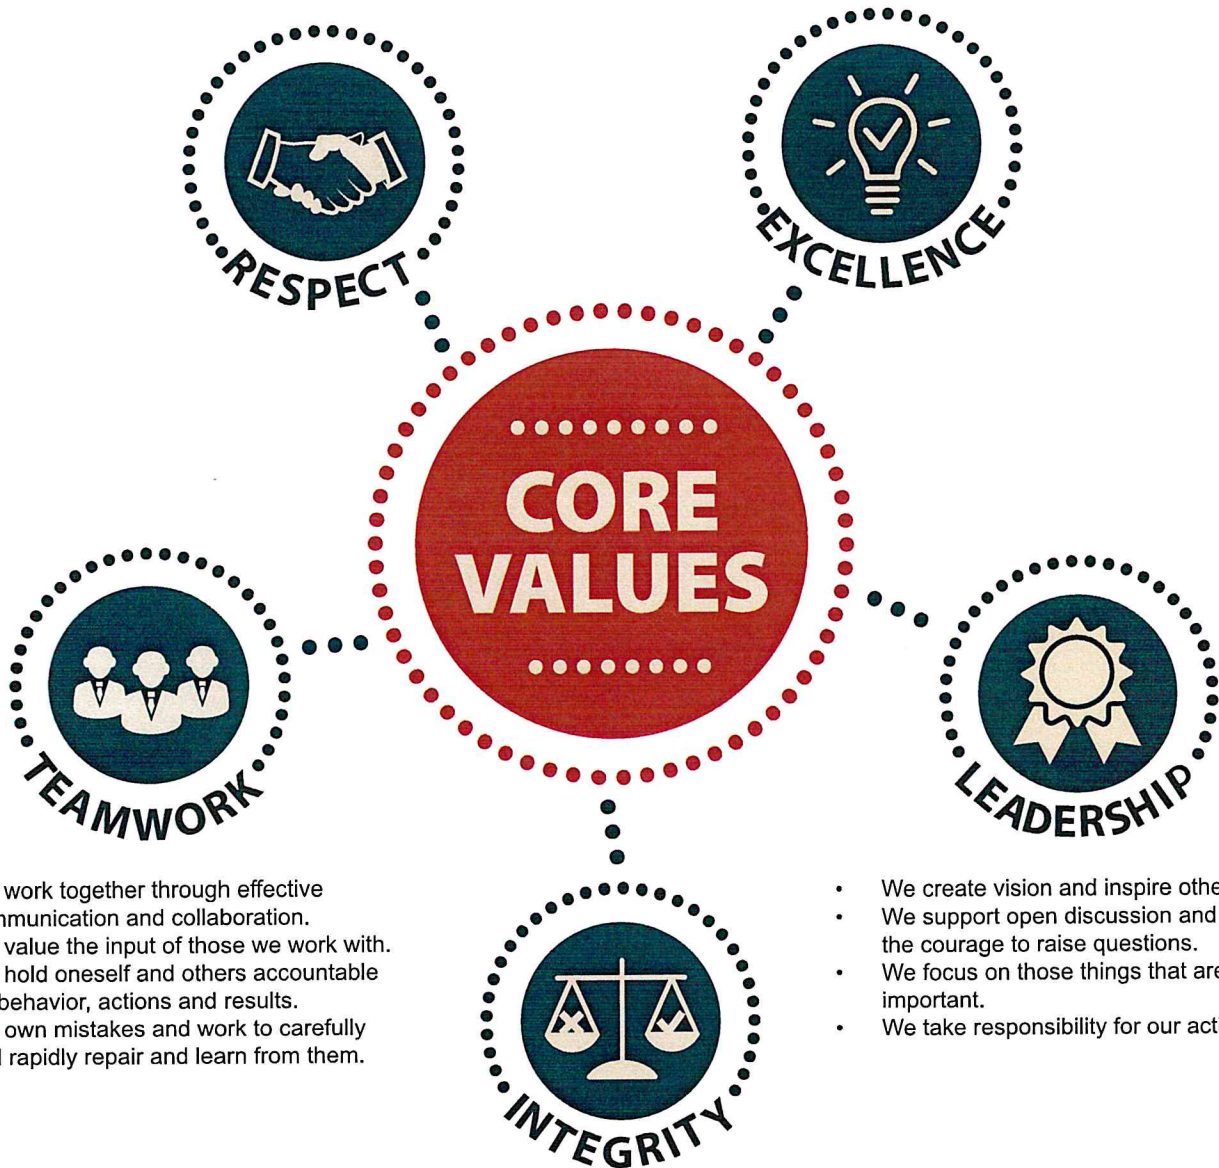 RESPECT
EXCELLENCE
CORE
VALUES
TEAMWORK
LEADERSHIP
work together through effective
mmunication and collaboration.
value the input of those we work with.
hold oneself and others accountable
behavior, actions and results.
own mistakes and work to carefully
rapidly repair and learn from them.
• We create vision and inspire othe
• We support open discussion and
the courage to raise questions.
• We focus on those things that are
important.
• We take responsibility for our act
INTEGRITY